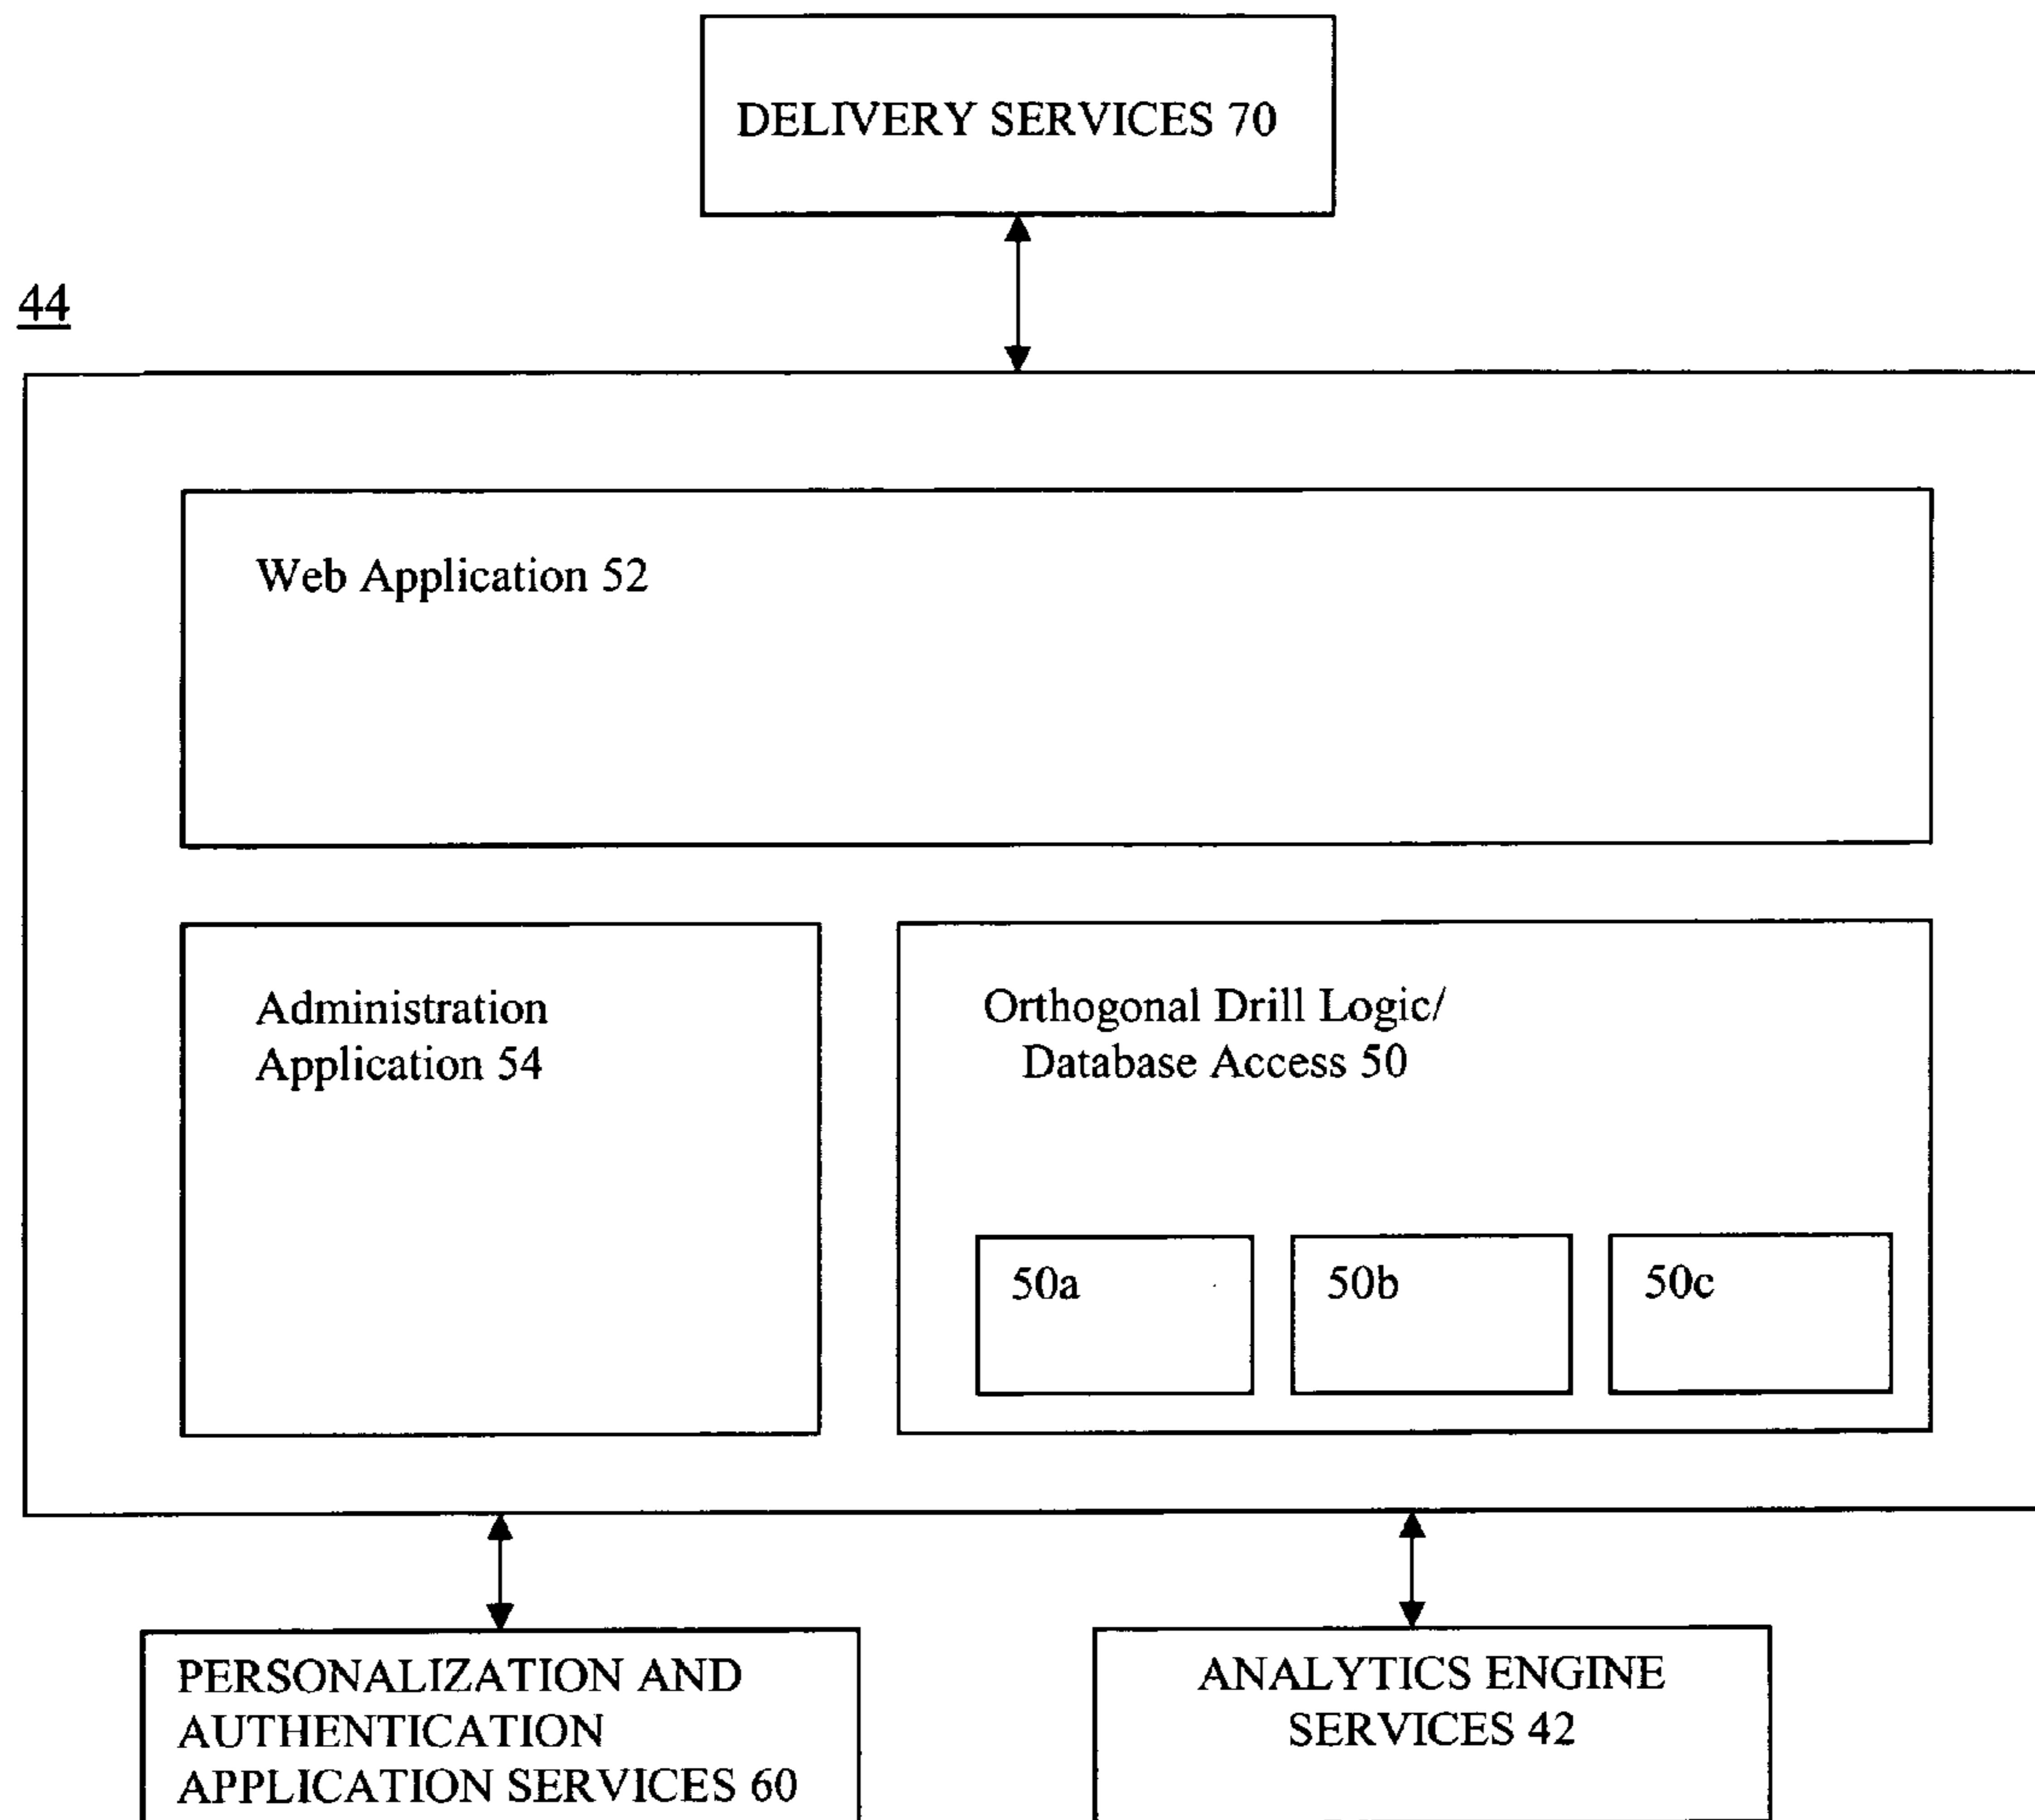 DELIVERY SERVICES 70
44
Web Application 52
Administration
Application 54
Orthogonal Drill Logic/
Database Access 50
50a
50b
50c
PERSONALIZATION AND
AUTHENTICATION
APPLICATION SERVICES 60
ANALYTICS ENGINE
SERVICES 42